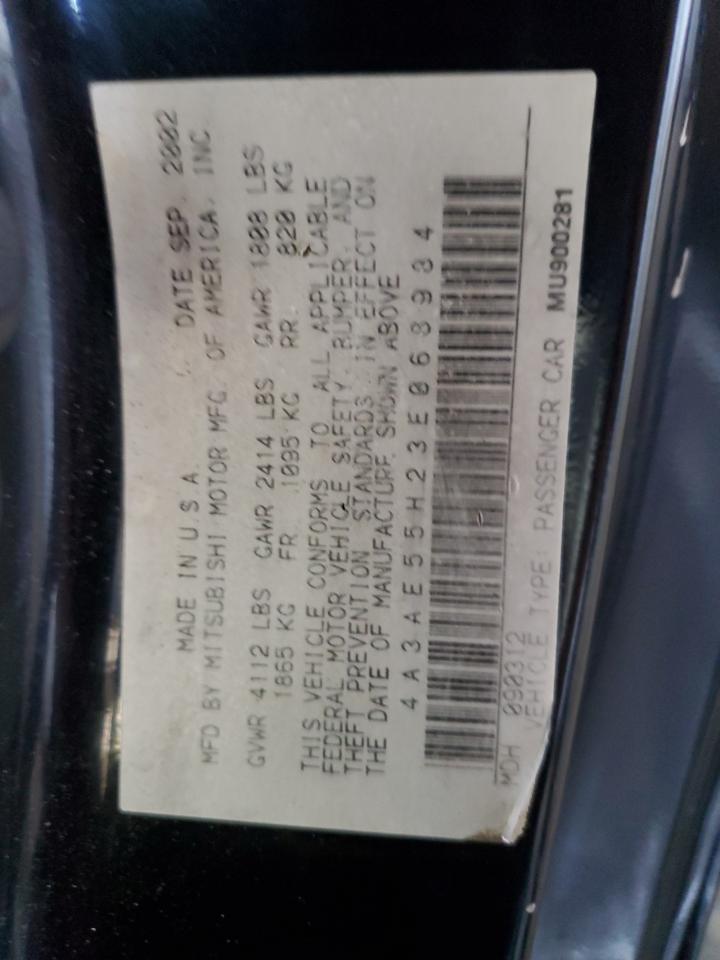 MADE IN U.S.A. DATE SEP. 2002
MFD BY MITSUBISHI MOTOR MFG. OF AMERICA, INC.
GVWR 4112 LBS GAWR 2414 LBS GAWR 1808 LBS
1865 KG FR. 1095 KG RR. 820 KG
THIS VEHICLE CONFORMS TO ALL APPLICABLE
FEDERAL MOTOR VEHICLE SAFETY, BUMPER, AND
THEFT PREVENTION STANDARDS IN EFFECT ON
THE DATE OF MANUFACTURE SHOWN ABOVE
4A3AE55H23E068984
MDH 090312
VEHICLE TYPE: PASSENGER CAR MU900281